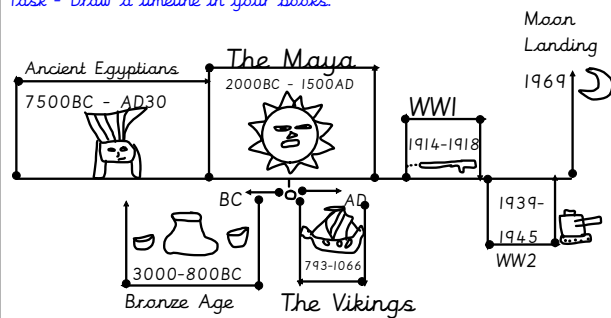 Task - Draw a timeline in your books.
Moon
Landing
1969
Ancient Egyptians
7500BC - AD30
The Maya
2000BC - 1500AD
WW1
1914-1918
BC
AD
1939-
1945
WW2
3000-800BC
Bronze Age
793-1066
The Vikings